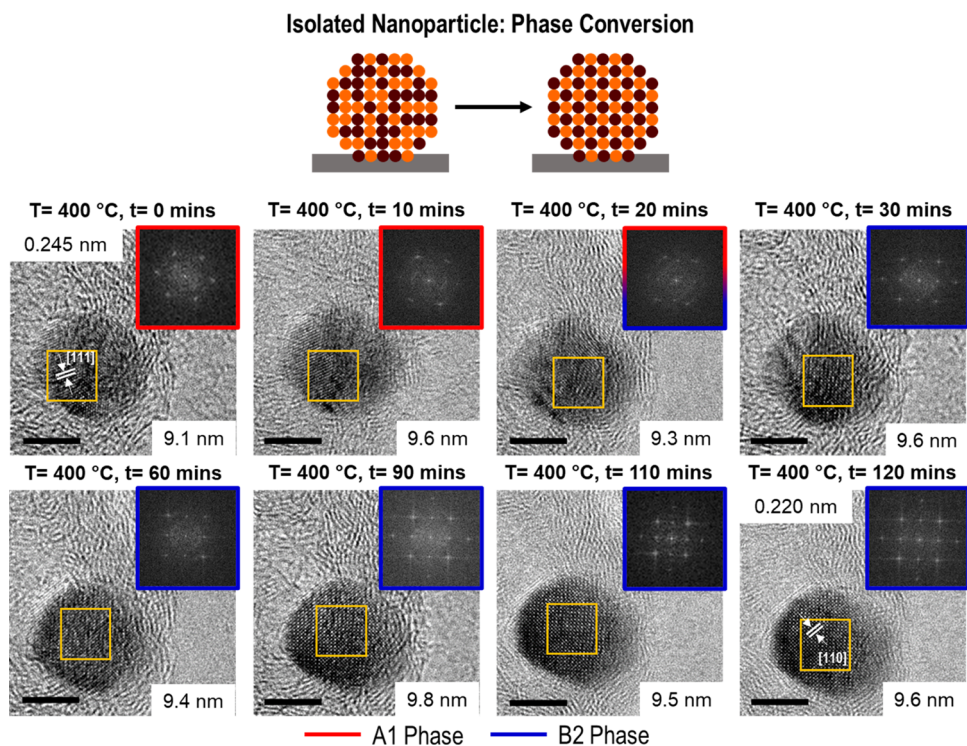 Isolated Nanoparticle: Phase Conversion
T= 400 °C, t= 0 mins
T= 400 °C, t= 10 mins
T= 400 °C, t= 20 mins
T= 400 °C, t= 30 mins
0.245 nm
[111]
9.1 nm
9.6 nm
9.3 nm
9.6 nm
T= 400 °C, t= 60 mins
T= 400 °C, t= 90 mins
T= 400 °C, t= 110 mins
T= 400 °C, t= 120 mins
0.220 nm
[110]
9.4 nm
9.8 nm
9.5 nm
9.6 nm
A1 Phase
B2 Phase